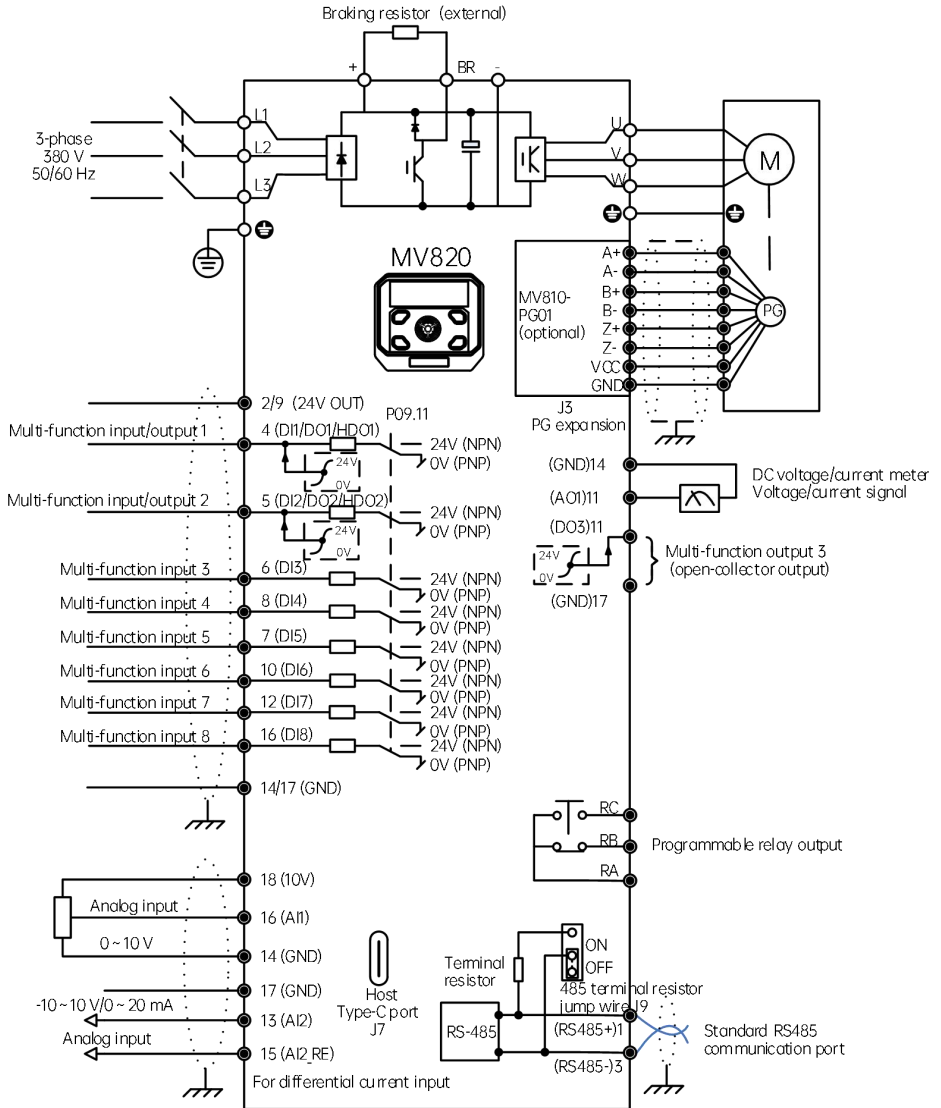 Braking resistor (external)
+
BR
-
L1
L2
L3
3-phase
380 V
50/60 Hz
U
V
W
M
MV820
MV810-
PG01
(optional)
A+
A-
B+
B-
Z+
Z-
VCC
GND
PG
J3
PG expansion
2/9 (24V OUT)
P09.11
Multi-function input/output 1
4 (DI1/DO1/HDO1)
24V (NPN)
0V (PNP)
24V
0V
Multi-function input/output 2
5 (DI2/DO2/HDO2)
24V (NPN)
0V (PNP)
24V
0V
Multi-function input 3
6 (DI3)
24V (NPN)
0V (PNP)
Multi-function input 4
8 (DI4)
24V (NPN)
0V (PNP)
Multi-function input 5
7 (DI5)
24V (NPN)
0V (PNP)
Multi-function input 6
10 (DI6)
24V (NPN)
0V (PNP)
Multi-function input 7
12 (DI7)
24V (NPN)
0V (PNP)
Multi-function input 8
16 (DI8)
24V (NPN)
0V (PNP)
14/17 (GND)
(GND)14
(AO1)11
DC voltage/current meter
Voltage/current signal
(DO3)11
24V
0V
Multi-function output 3
(open-collector output)
(GND)17
RC
RB
RA
Programmable relay output
18 (10V)
Analog input
16 (AI1)
0~10 V
14 (GND)
17 (GND)
-10~10 V/0~20 mA
13 (AI2)
Analog input
15 (AI2_RE)
For differential current input
Host
Type-C port
J7
Terminal
resistor
ON
OFF
485 terminal resistor
jump wire J9
RS-485
(RS485+)1
(RS485-)3
Standard RS485
communication port